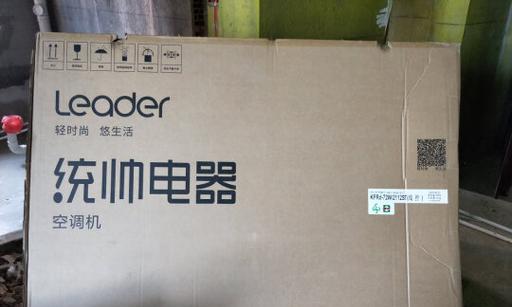 Leader
轻时尚 悠生活
统帅电器
空调机